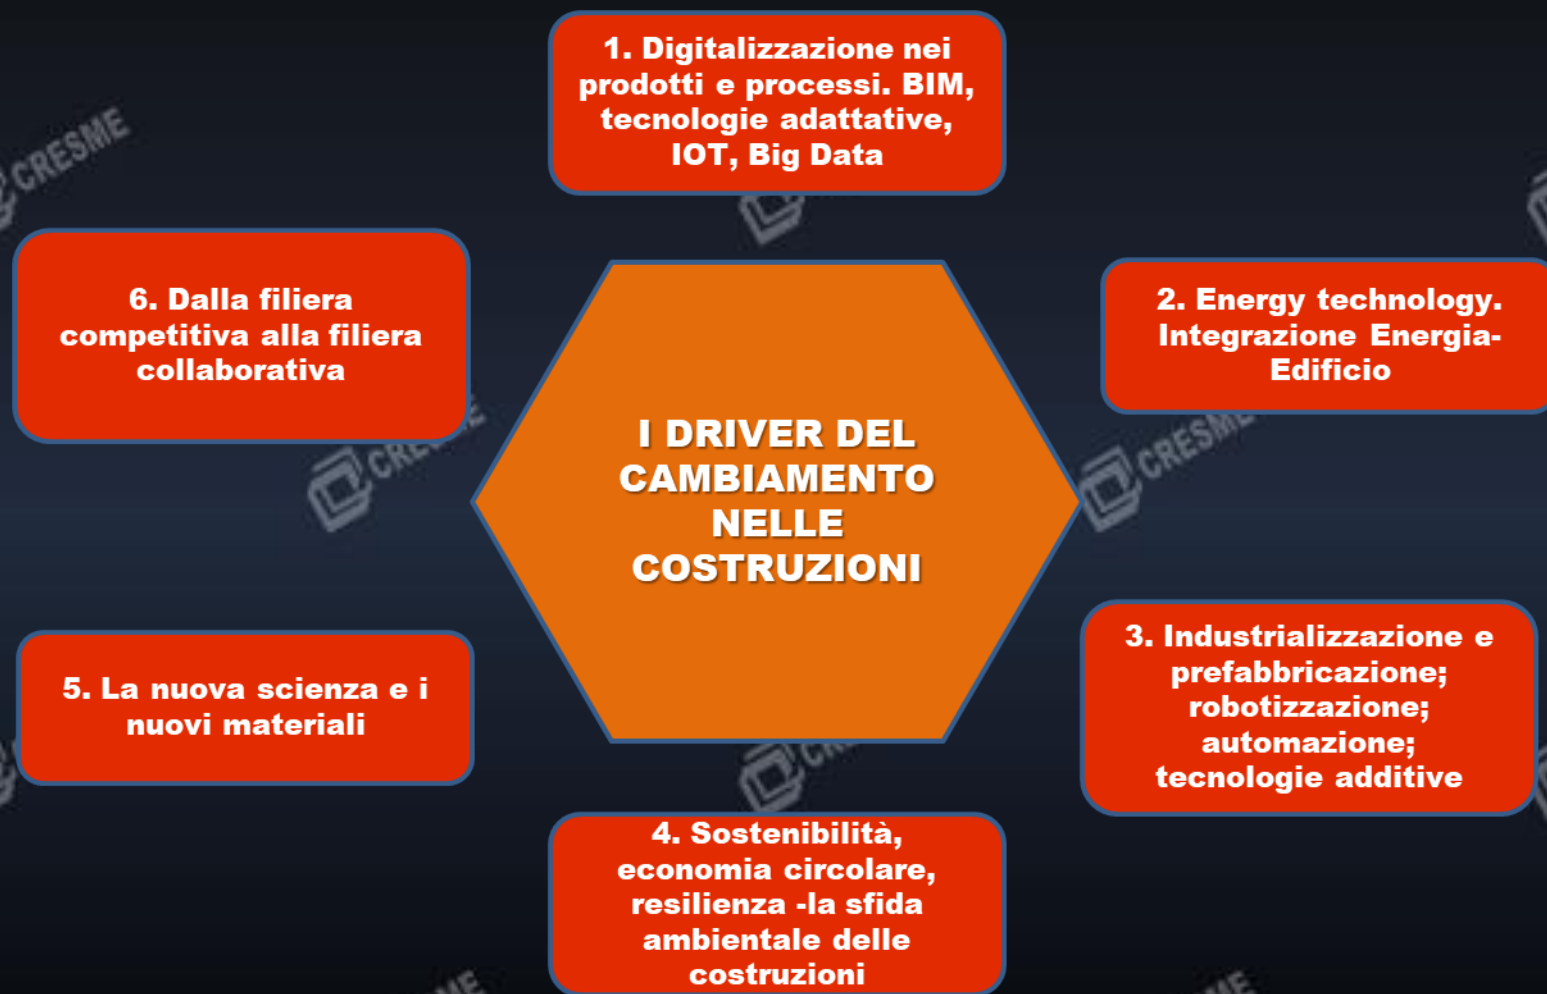 1. Digitalizzazione nei
prodotti e processi. BIM,
tecnologie adattative,
IOT, Big Data
2. Energy technology.
Integrazione Energia-
Edificio
3. Industrializzazione e
prefabbricazione;
robotizzazione;
automazione;
tecnologie additive
4. Sostenibilità,
economia circolare,
resilienza -la sfida
ambientale delle
costruzioni
5. La nuova scienza e i
nuovi materiali
6. Dalla filiera
competitiva alla filiera
collaborativa
I DRIVER DEL
CAMBIAMENTO
NELLE
COSTRUZIONI
CRESME
CRESME